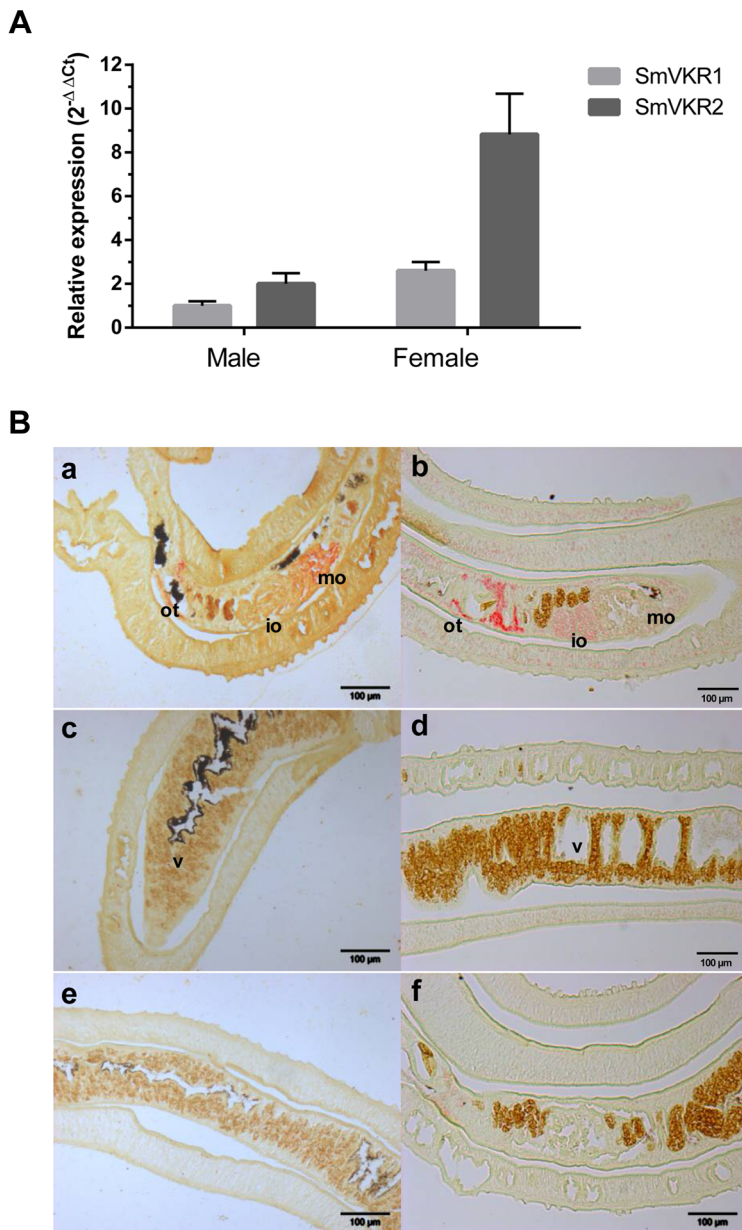 A
Relative expression (2-Δ ΔCt)
12
10
8
6
4
2
0
Male
Female
SmVKR1
SmVKR2
B
a
ot
io
mo
100 µm
b
ot
io
mo
100 µm
c
v
100 µm
d
v
100 µm
e
100 µm
f
100 µm